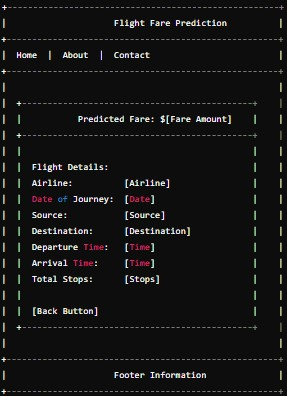 Flight Fare Prediction
Home | About | Contact
Predicted Fare: $[Fare Amount]
Flight Details:
Airline: [Airline]
Date of Journey: [Date]
Source: [Source]
Destination: [Destination]
Departure Time: [Time]
Arrival Time: [Time]
Total Stops: [Stops]
[Back Button]
Footer Information